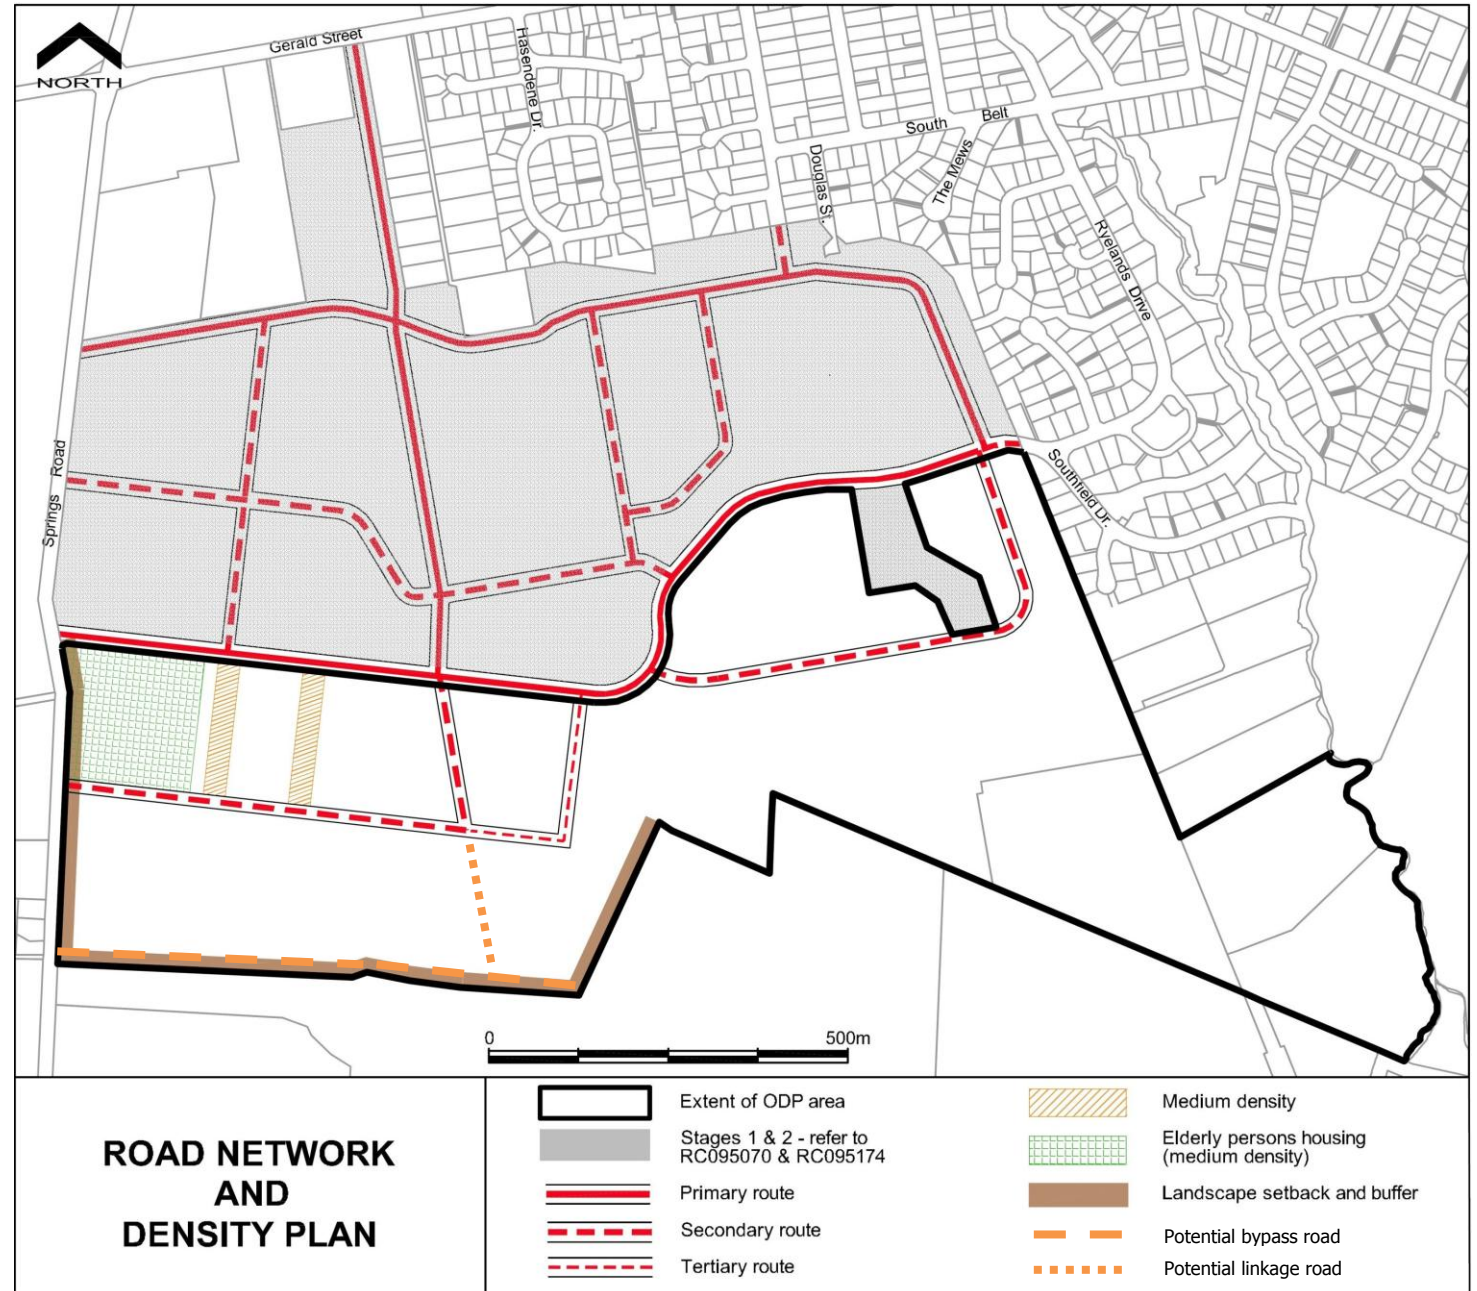 NORTH
Gerald Street
Hasendene Dr.
South Belt
The Mews
Douglas St.
Ryelands Drive
Springs Road
Southfield Dr.
0 500m
ROAD NETWORK
AND
DENSITY PLAN
Extent of ODP area
Stages 1 & 2 - refer to
RC095070 & RC095174
Primary route
Secondary route
Tertiary route
Medium density
Elderly persons housing
(medium density)
Landscape setback and buffer
Potential bypass road
Potential linkage road